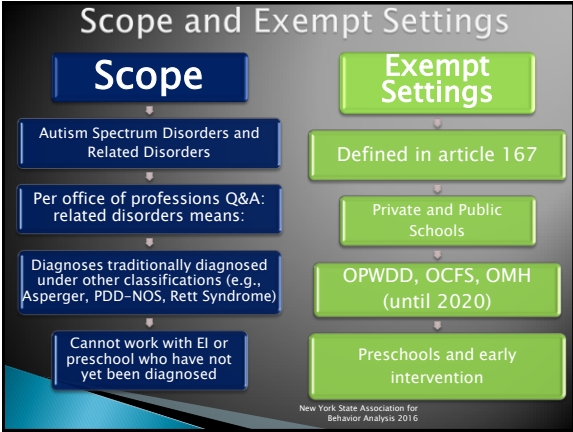 Scope and Exempt Settings
Scope
Autism Spectrum Disorders and
Related Disorders
Per office of professions Q&A:
related disorders means:
Diagnoses traditionally diagnosed
under other classifications (e.g.,
Asperger, PDD-NOS, Rett Syndrome)
Cannot work with EI or
preschool who have not
yet been diagnosed
Exempt
Settings
Defined in article 167
Private and Public
Schools
OPWDD, OCFS, OMH
(until 2020)
Preschools and early
intervention
New York State Association for
Behavior Analysis 2016